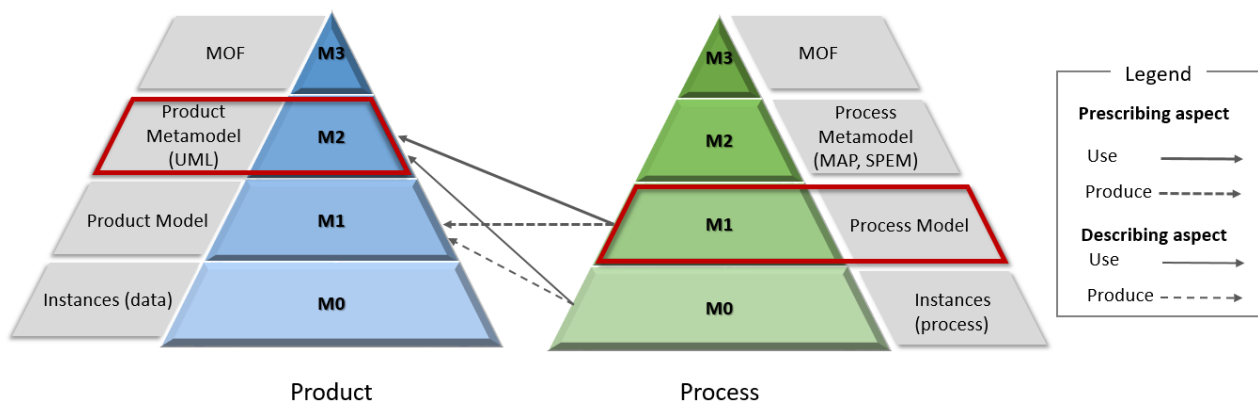 MOF
M3
M3
MOF
Legend
Prescribing aspect
Use
Produce
Describing aspect
Use
Produce
Product
Metamodel
(UML)
M2
M2
Process
Metamodel
(MAP, SPEM)
Product Model
M1
M1
Process Model
Instances (data)
M0
M0
Instances
(process)
Product
Process